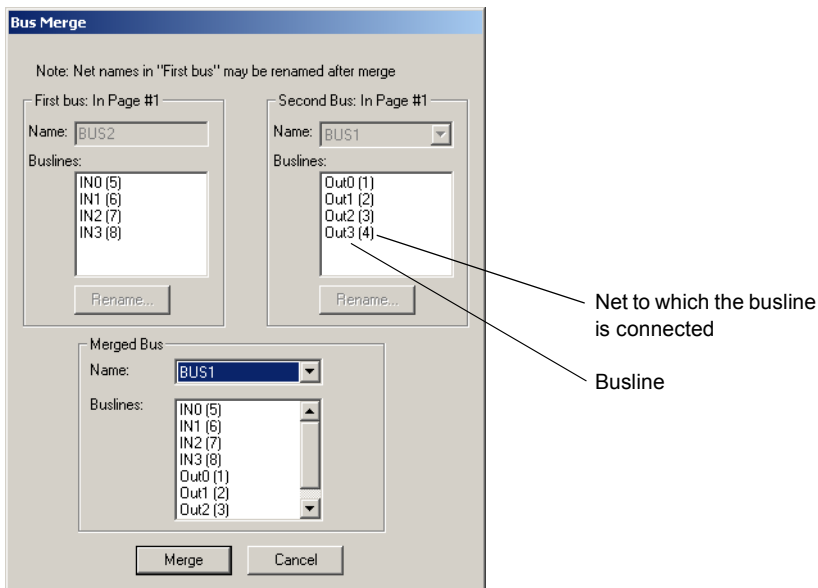 Bus Merge
Note: Net names in "First bus" may be renamed after merge
First bus: In Page #1
Name: BUS2
Buslines:
IN0 (5)
IN1 (6)
IN2 (7)
IN3 (8)
Rename...
Second Bus: In Page #1
Name: BUS1
Buslines:
Out0 (1)
Out1 (2)
Out2 (3)
Out3 (4)
Rename...
Net to which the busline
is connected
Busline
Merged Bus
Name: BUS1
Buslines:
IN0 (5)
IN1 (6)
IN2 (7)
IN3 (8)
Out0 (1)
Out1 (2)
Out2 (3)
Merge
Cancel